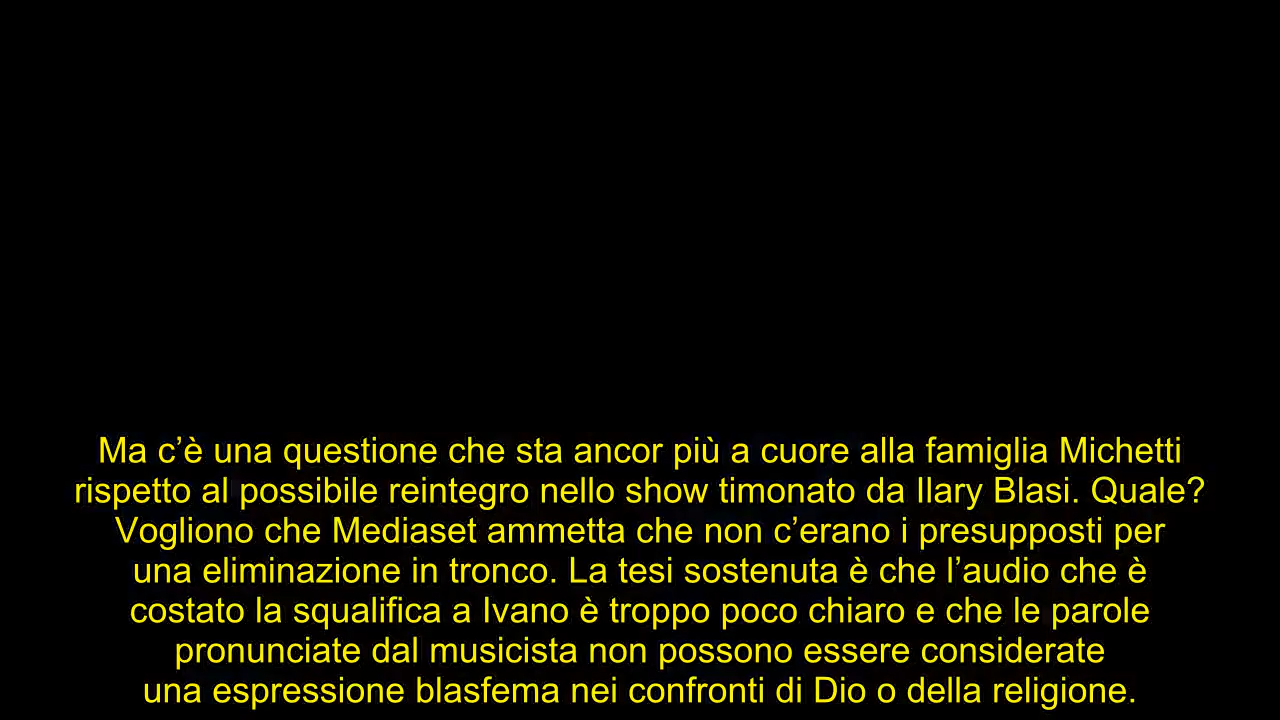 Ma c’è una questione che sta ancor più a cuore alla famiglia Michetti
rispetto al possibile reintegro nello show timonato da Ilary Blasi. Quale?
Vogliono che Mediaset ammetta che non c’erano i presupposti per
una eliminazione in tronco. La tesi sostenuta è che l’audio che è
costato la squalifica a Ivano è troppo poco chiaro e che le parole
pronunciate dal musicista non possono essere considerate
una espressione blasfema nei confronti di Dio o della religione.